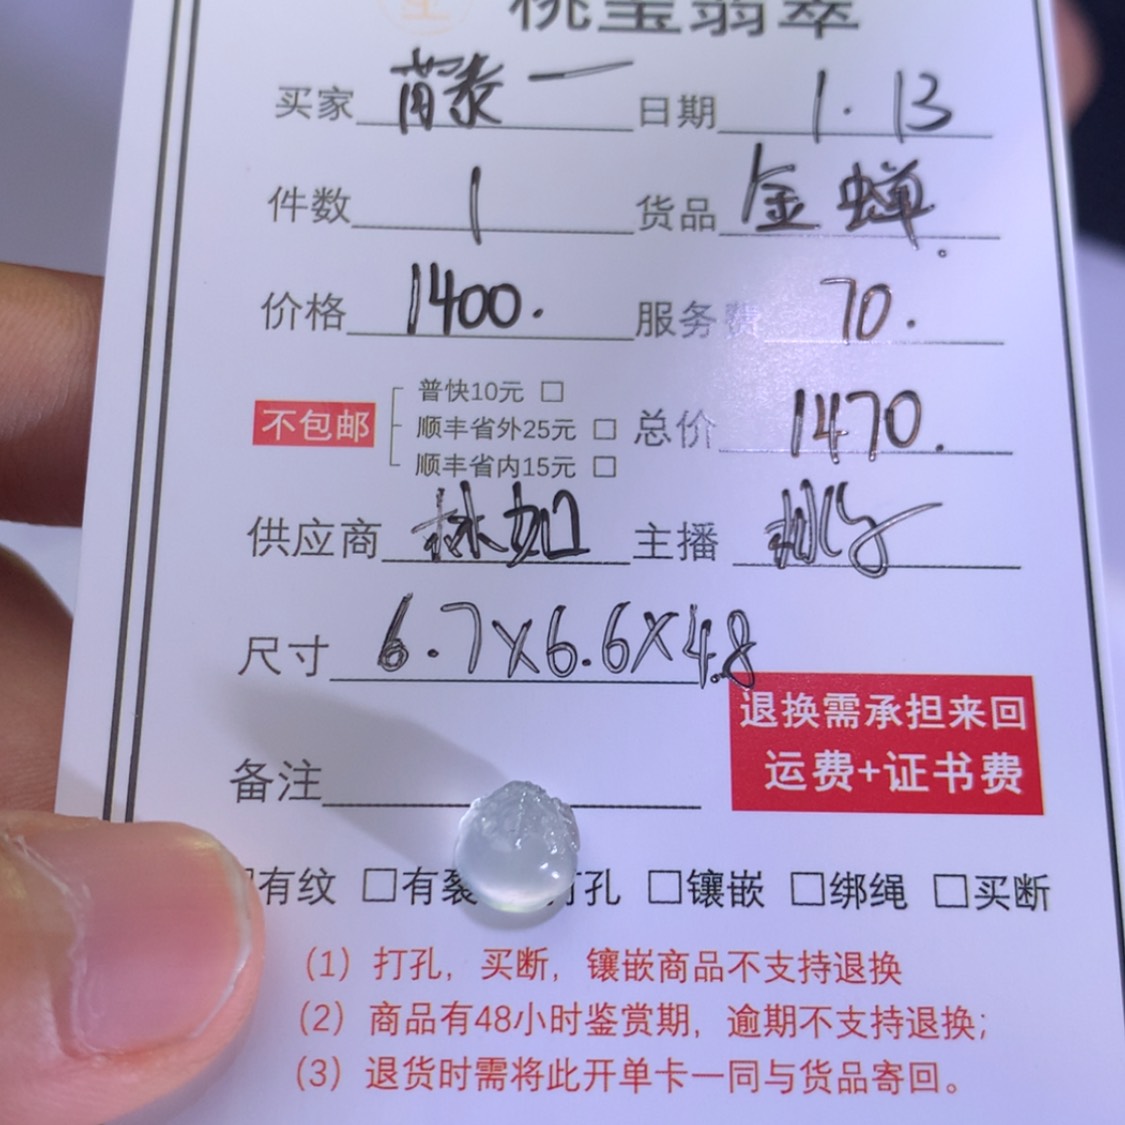 桃玺翡翠
买家 日期 1.13
件数 1 货品 金蝉.
价格 1400. 服务费 70.
普快10元 □
不包邮 顺丰省外25元 □ 总价 1470.
顺丰省内15元 □
供应商 林如 主播 桃子
尺寸 6.7×6.6×4.8
退换需承担来回
运费+证书费
备注
有纹 □有裂 打孔 □镶嵌 □绑绳 □买断
(1) 打孔，买断，镶嵌商品不支持退换
(2) 商品有48小时鉴赏期，逾期不支持退换；
(3) 退货时需将此开单卡一同与货品寄回。